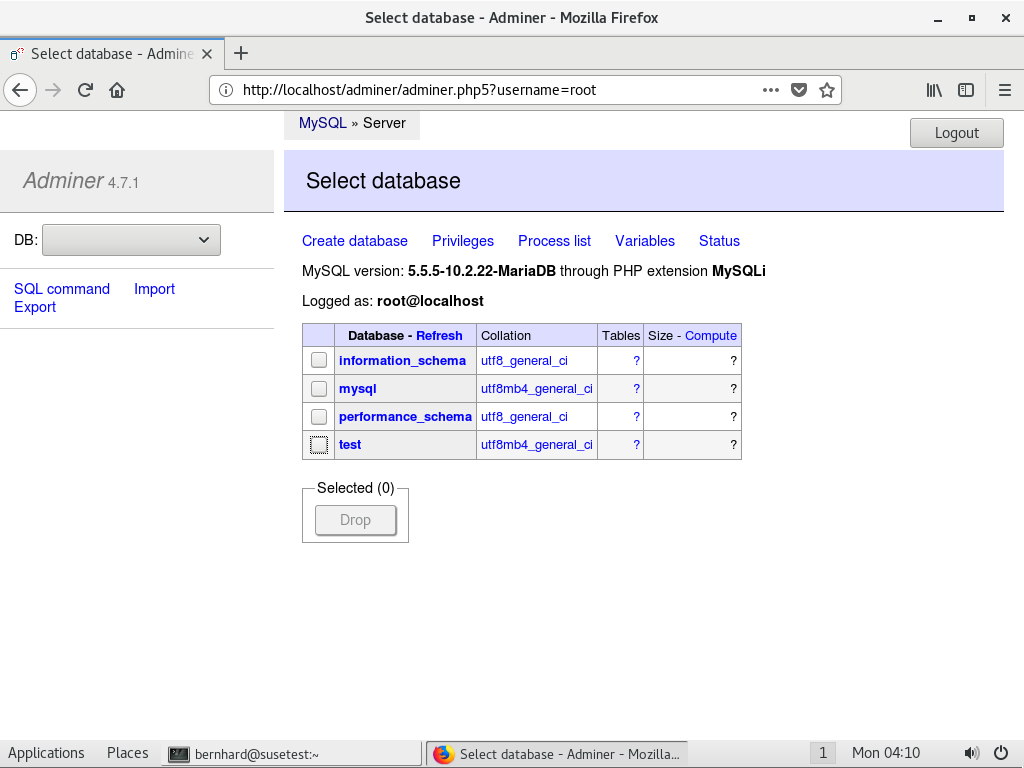 Select database - Adminer - Mozilla Firefox
Select database - Admine
http://localhost/adminer/adminer.php5?username=root
MySQL » Server
Logout
Adminer 4.7.1
Select database
DB:
Create database Privileges Process list Variables Status
MySQL version: 5.5.5-10.2.22-MariaDB through PHP extension MySQLi
SQL command Import
Export
Logged as: root@localhost
Database - Refresh Collation Tables Size - Compute
information_schema utf8_general_ci ? ?
mysql utf8mb4_general_ci ? ?
performance_schema utf8_general_ci ? ?
test utf8mb4_general_ci ? ?
Selected (0)
Drop
Applications Places bernhard@susetest:~ Select database - Adminer - Mozilla... 1 Mon 04:10